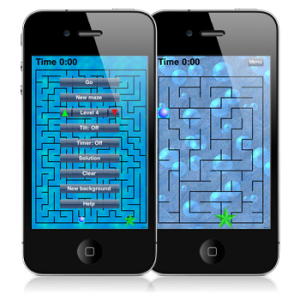 Time 0:00
Go
New maze
Level 4
Tilt: Off
Timer: Off
Solution
Clear
New background
Help
Time 0:00
Menu